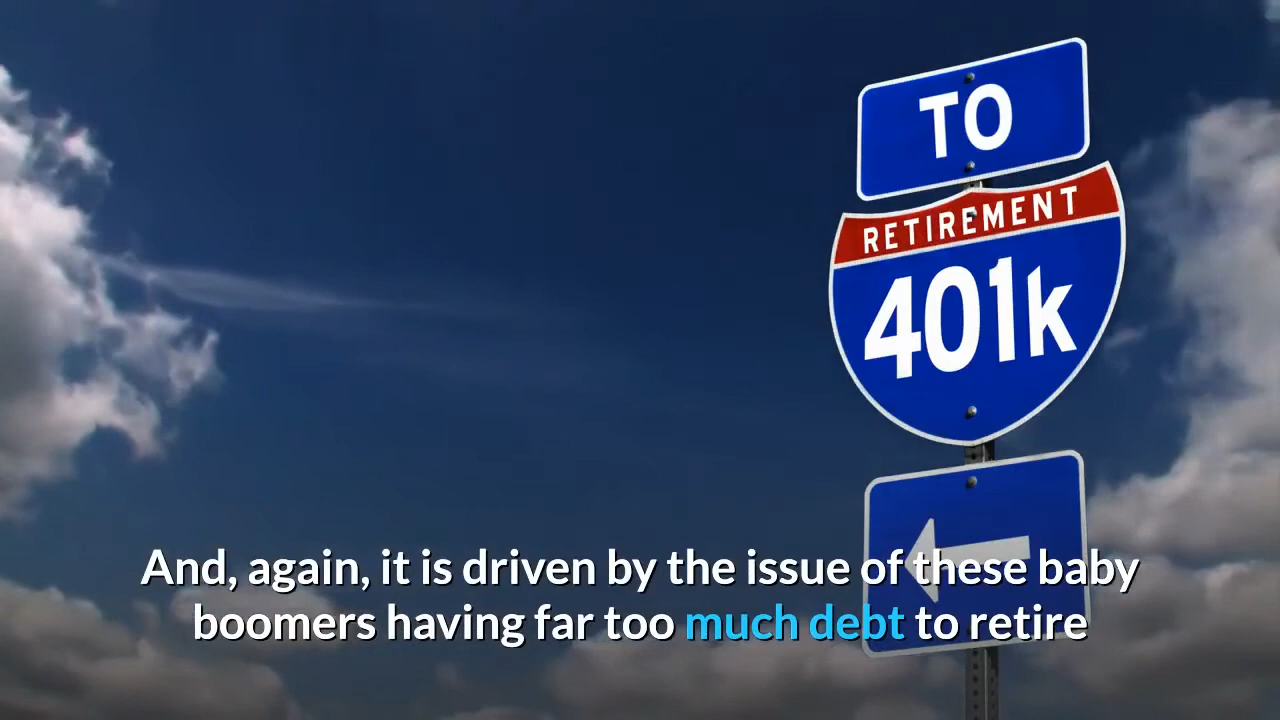 TO
RETIREMENT
401k
And, again, it is driven by the issue of these baby
boomers having far too much debt to retire